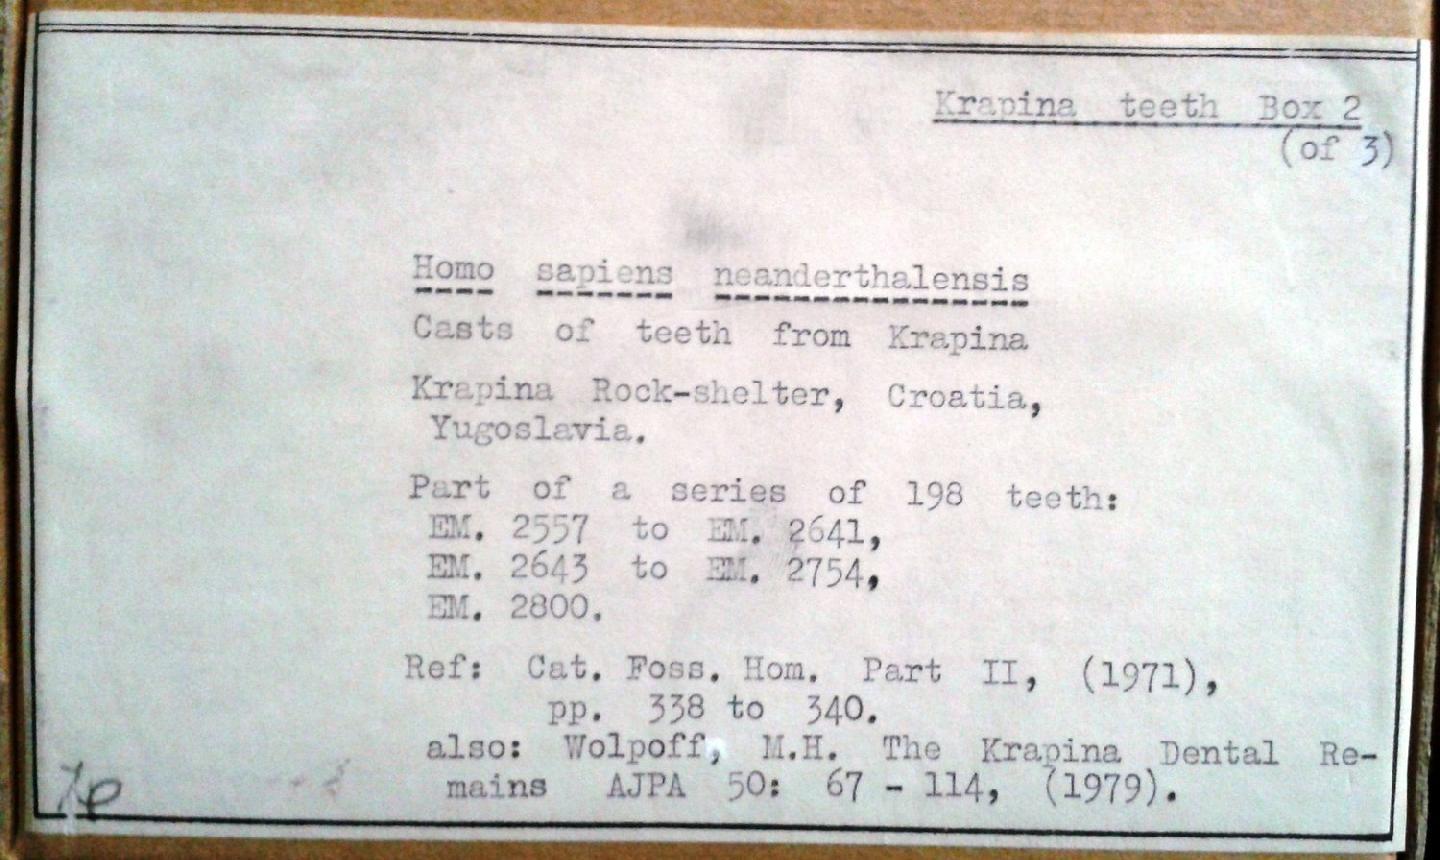 Krapina teeth Box 2
(of 3)
Homo sapiens neanderthalensis
Casts of teeth from Krapina
Krapina Rock-shelter, Croatia,
Yugoslavia.
Part of a series of 198 teeth:
EM. 2557 to EM. 2641,
EM. 2643 to EM. 2754,
EM. 2800.
Ref: Cat. Foss. Hom. Part II, (1971),
pp. 338 to 340.
also: Wolpoff, M.H. The Krapina Dental Re-
mains AJPA 50: 67 - 114, (1979).